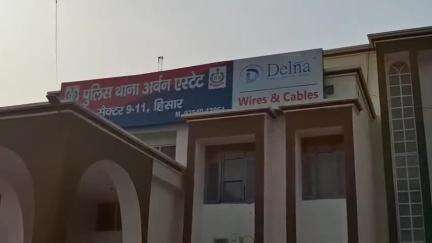 पुलिस थाना अर्बन एस्टेट
सैक्टर 9-11, हिसार
Delna
Wires & Cables